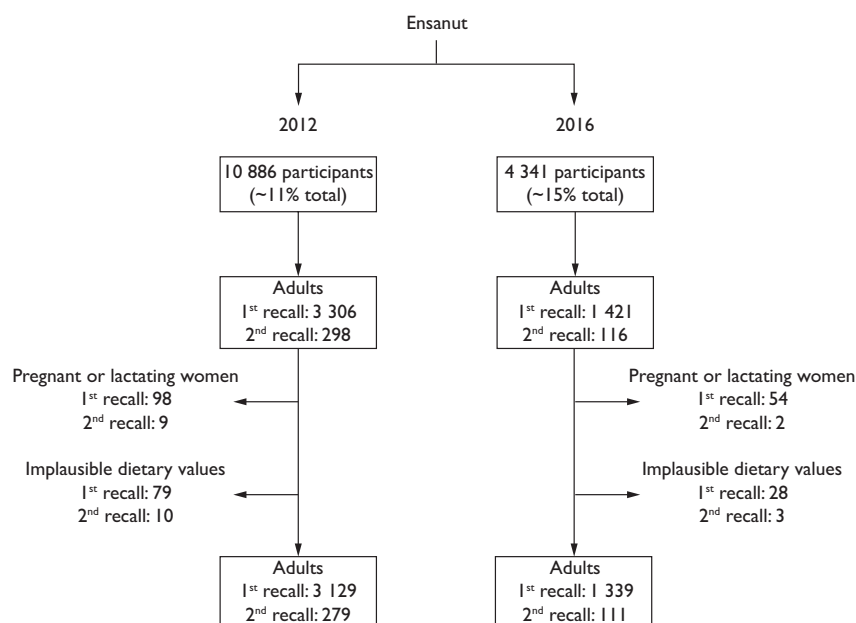 Ensanut
2012
2016
10 886 participants
(~11% total)
4 341 participants
(~15% total)
Adults
1st recall: 3 306
2nd recall: 298
Adults
1st recall: 1 421
2nd recall: 116
Pregnant or lactating women
1st recall: 98
2nd recall: 9
Pregnant or lactating women
1st recall: 54
2nd recall: 2
Implausible dietary values
1st recall: 79
2nd recall: 10
Implausible dietary values
1st recall: 28
2nd recall: 3
Adults
1st recall: 3 129
2nd recall: 279
Adults
1st recall: 1 339
2nd recall: 111